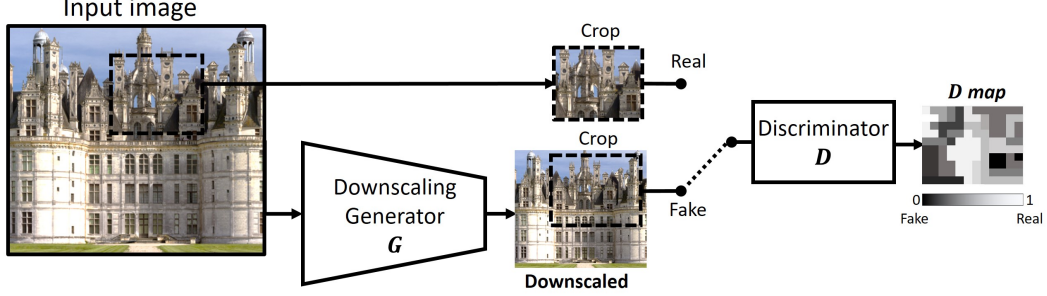 Input image
Crop
Real
Downscaling
Generator
G
Crop
Downscaled
Fake
Discriminator
D
D map
0
1
Fake
Real